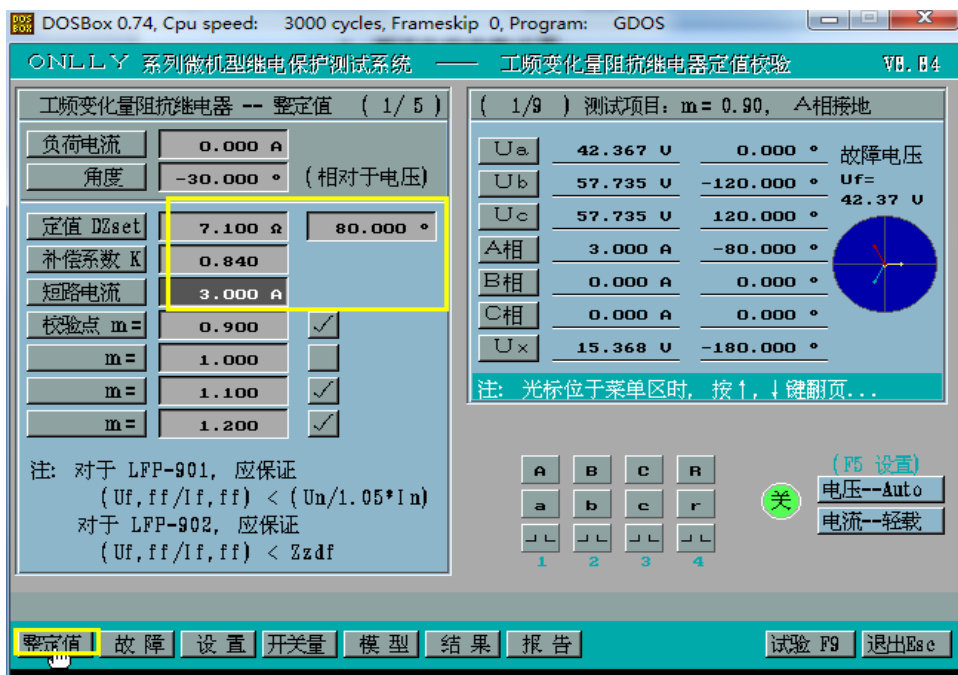 DOSBox 0.74, Cpu speed: 3000 cycles, Frameskip 0, Program: GDOS
ONLLY 系列微机型继电保护测试系统 —— 工频变化量阻抗继电器定值校验 V8.84
工频变化量阻抗继电器 -- 整定值 ( 1/ 5 )
负荷电流 0.000 A
角度 -30.000 ° (相对于电压)
定值 DZset 7.100 Ω 80.000 °
补偿系数 K 0.840
短路电流 3.000 A
校验点 m= 0.900 √
m= 1.000
m= 1.100 √
m= 1.200 √
注: 对于 LFP-901, 应保证
(Uf,ff/If,ff) < (Un/1.05*In)
对于 LFP-902, 应保证
(Uf,ff/If,ff) < Zzdf
( 1/9 ) 测试项目: m= 0.90, A相接地
Ua 42.367 V 0.000 °
Ub 57.735 V -120.000 °
Uc 57.735 V 120.000 °
A相 3.000 A -80.000 °
B相 0.000 A 0.000 °
C相 0.000 A 0.000 °
Ux 15.368 V -180.000 °
故障电压
Uf=
42.37 V
注: 光标位于菜单区时, 按↑,↓键翻页...
A B C R
a b c r
1 2 3 4
关
(F5 设置)
电压--Auto
电流--轻载
整定值 故障 设置 开关量 模型 结果 报告 试验 F9 退出Esc